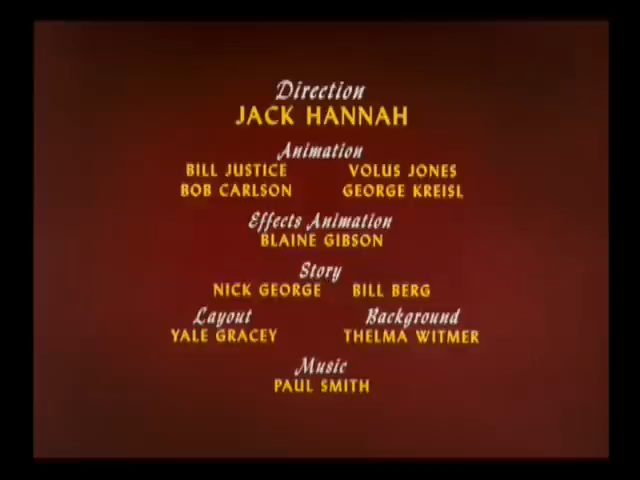 Direction
JACK HANNAH
Animation
BILL JUSTICE VOLUS JONES
BOB CARLSON GEORGE KREISL
Effects Animation
BLAINE GIBSON
Story
NICK GEORGE BILL BERG
Layout Background
YALE GRACEY THELMA WITMER
Music
PAUL SMITH